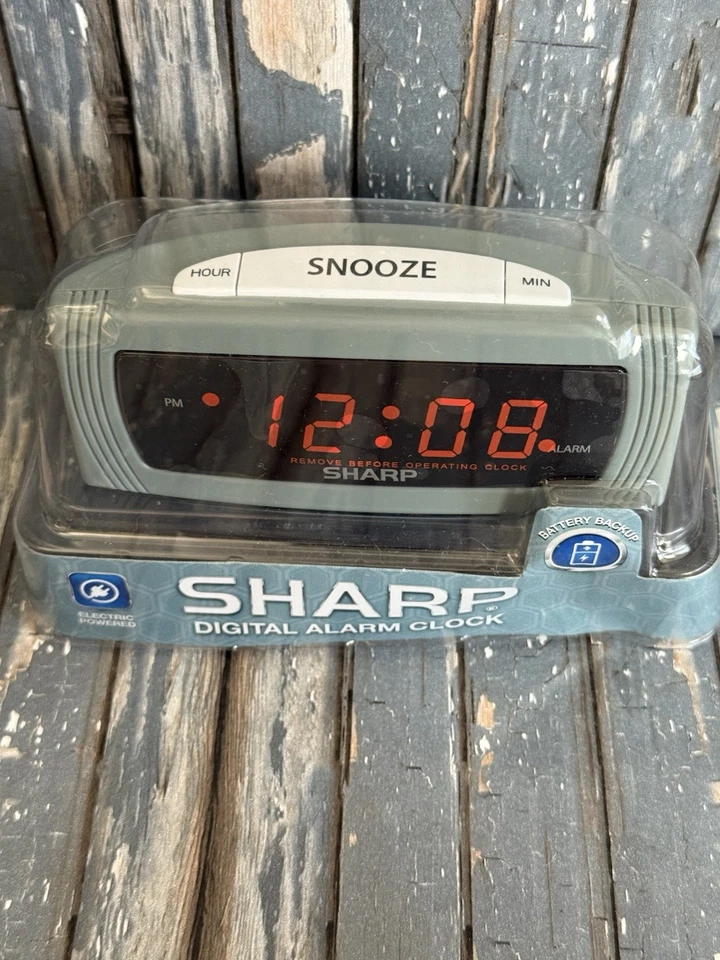 HOUR SNOOZE MIN
PM 12:08 ALARM
REMOVE BEFORE OPERATING CLOCK
SHARP
BATTERY BACKUP
ELECTRIC
POWERED
SHARP®
DIGITAL ALARM CLOCK